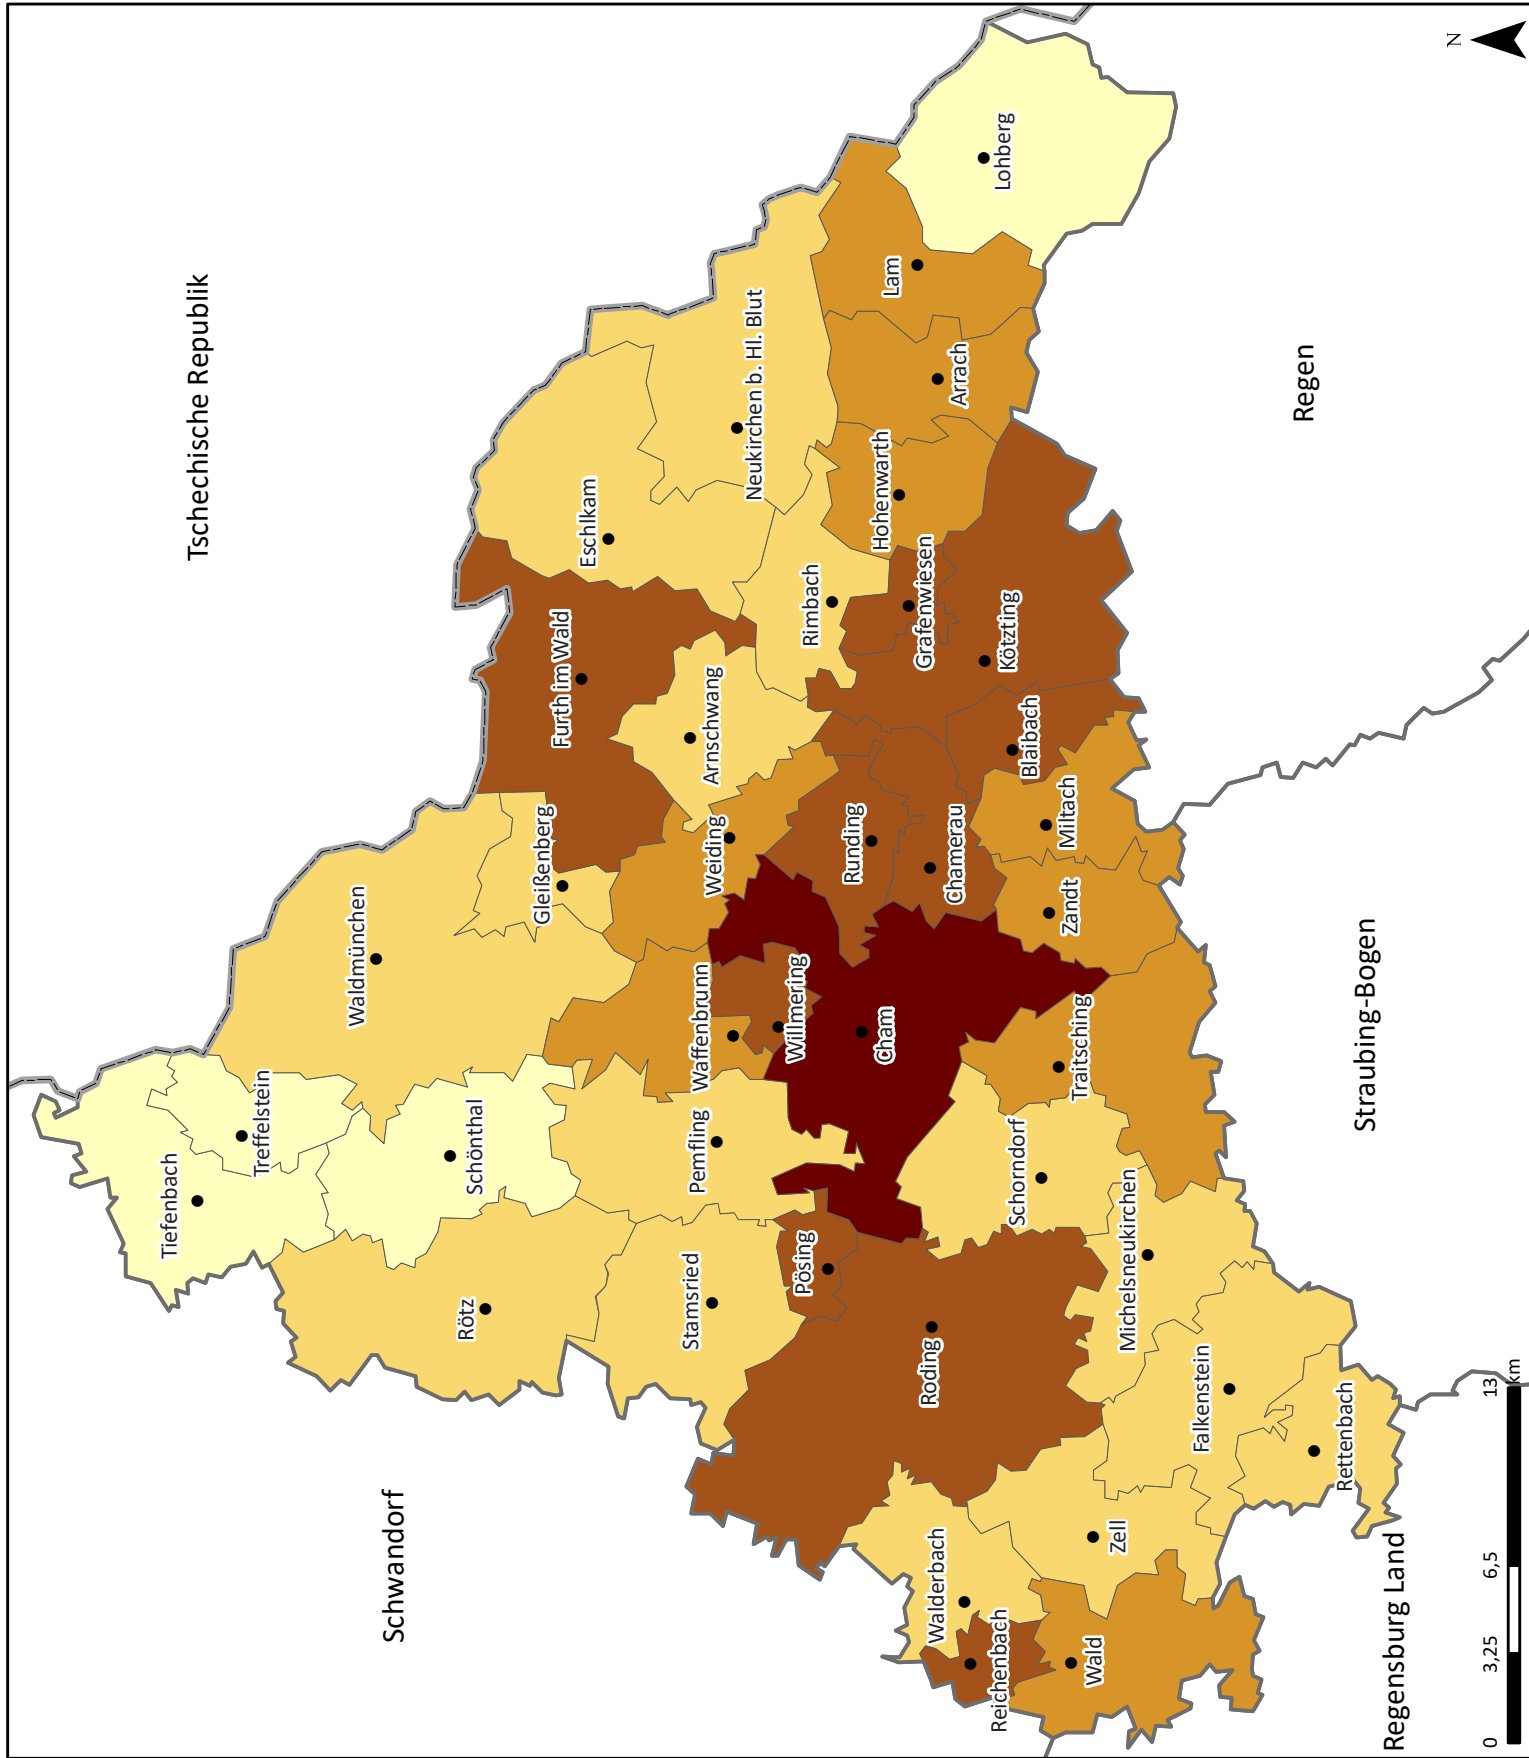 Tschechische Republik
Tiefenbach
Treffelstein
Waldmünchen
Schönthal
Rötz
Gleißenberg
Furth im Wald
Eschlkam
Neukirchen b. Hl. Blut
Schwandorf
Stamsried
Pemfling
Waffenbrunn
Weiding
Arnschwang
Rimbach
Willmering
Pösing
Cham
Runding
Chamerau
Grafenwiesen
Hohenwarth
Arrach
Lam
Lohberg
Kötzting
Blaibach
Miltach
Zandt
Traitsching
Schorndorf
Roding
Walderbach
Reichenbach
Wald
Zell
Michelsneukirchen
Falkenstein
Rettenbach
Regen
Straubing-Bogen
Regensburg Land
0 3,25 6,5 13
km
N